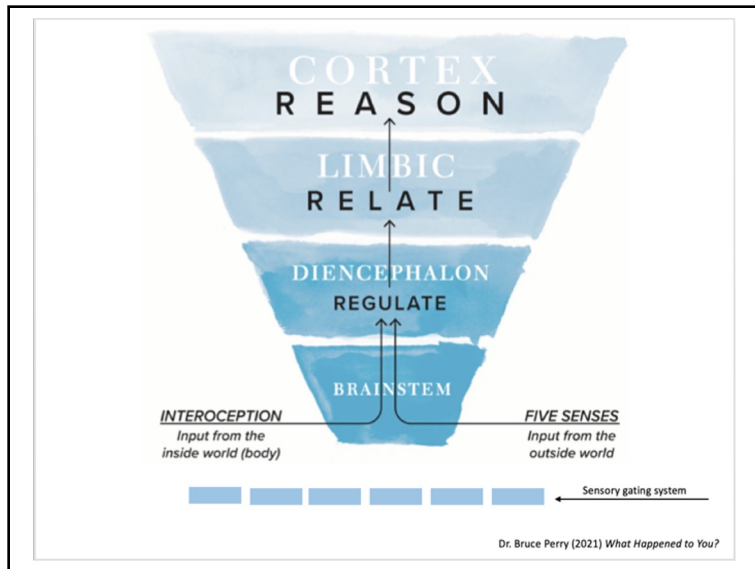 CORTEX
REASON
LIMBIC
RELATE
DIENCEPHALON
REGULATE
BRAINSTEM
INTEROCEPTION
Input from the
inside world (body)
FIVE SENSES
Input from the
outside world
Sensory gating system
Dr. Bruce Perry (2021) What Happened to You?